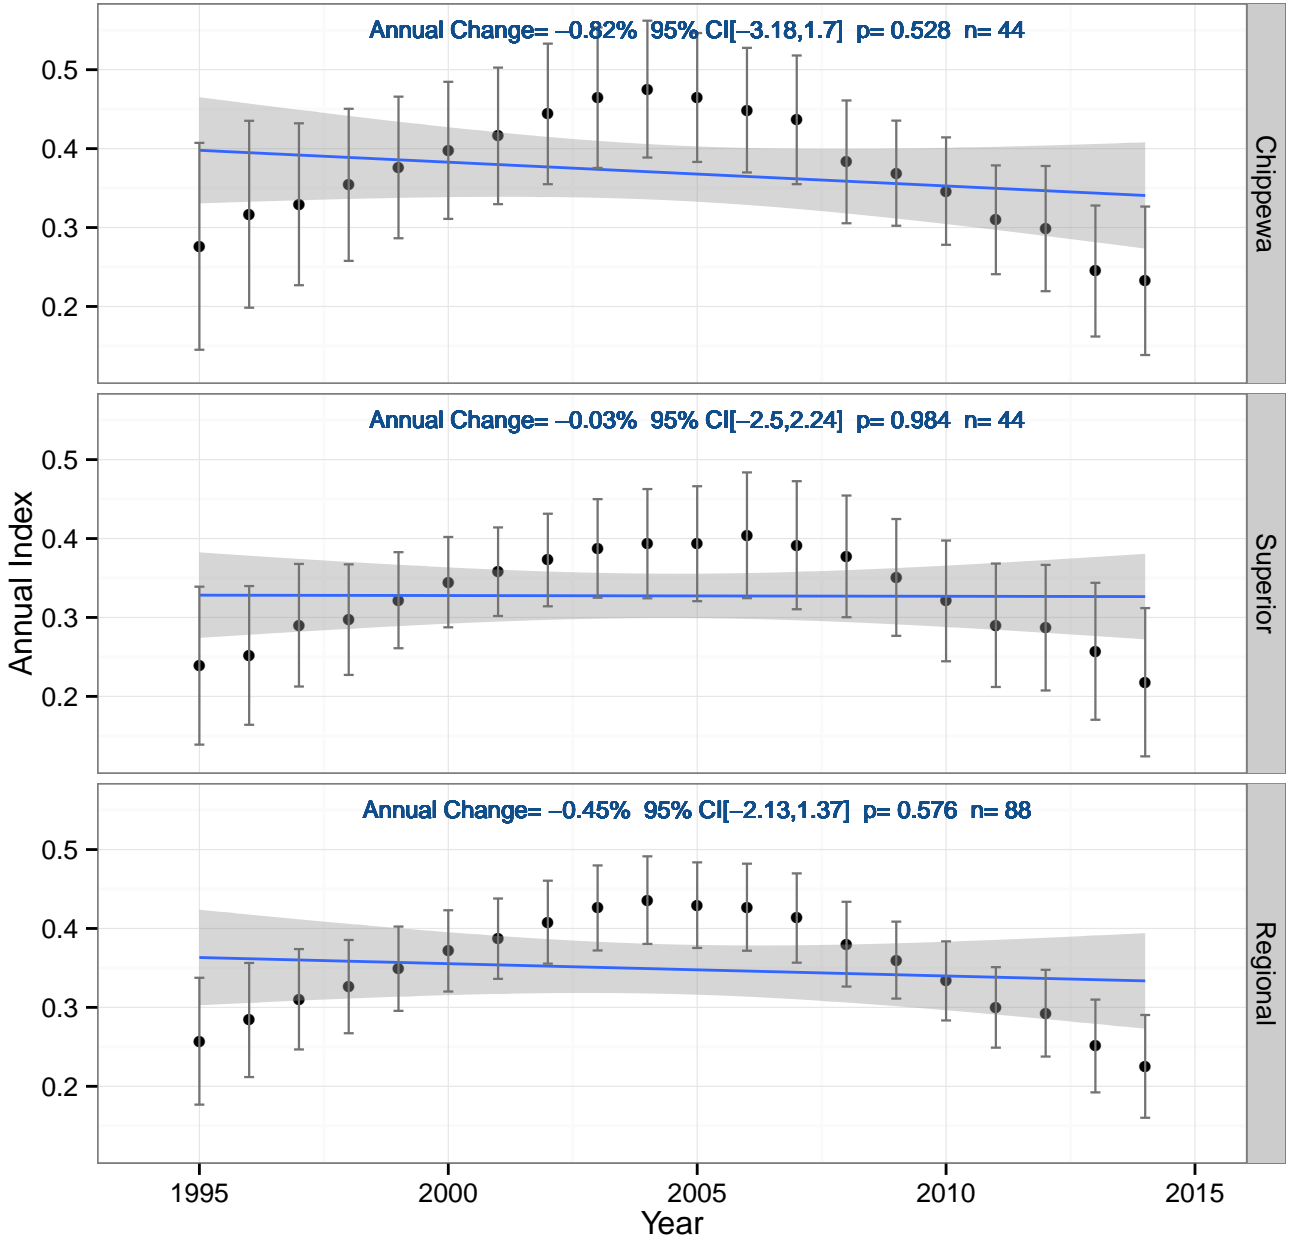 Annual Change= −0.82%  95% CI[−3.18,1.7]  p= 0.528  n= 44
0.5
0.4
0.3
0.2
Chippewa
Annual Change= −0.03%  95% CI[−2.5,2.24]  p= 0.984  n= 44
0.5
0.4
0.3
0.2
Superior
Annual Index
Annual Change= −0.45%  95% CI[−2.13,1.37]  p= 0.576  n= 88
0.5
0.4
0.3
0.2
Regional
1995 2000 2005 2010 2015
Year